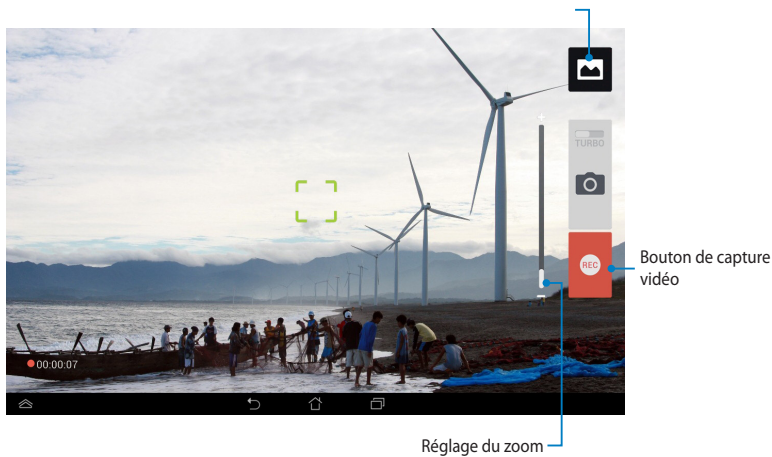 TURBO
REC
Bouton de capture
vidéo
00:00:07
Réglage du zoom